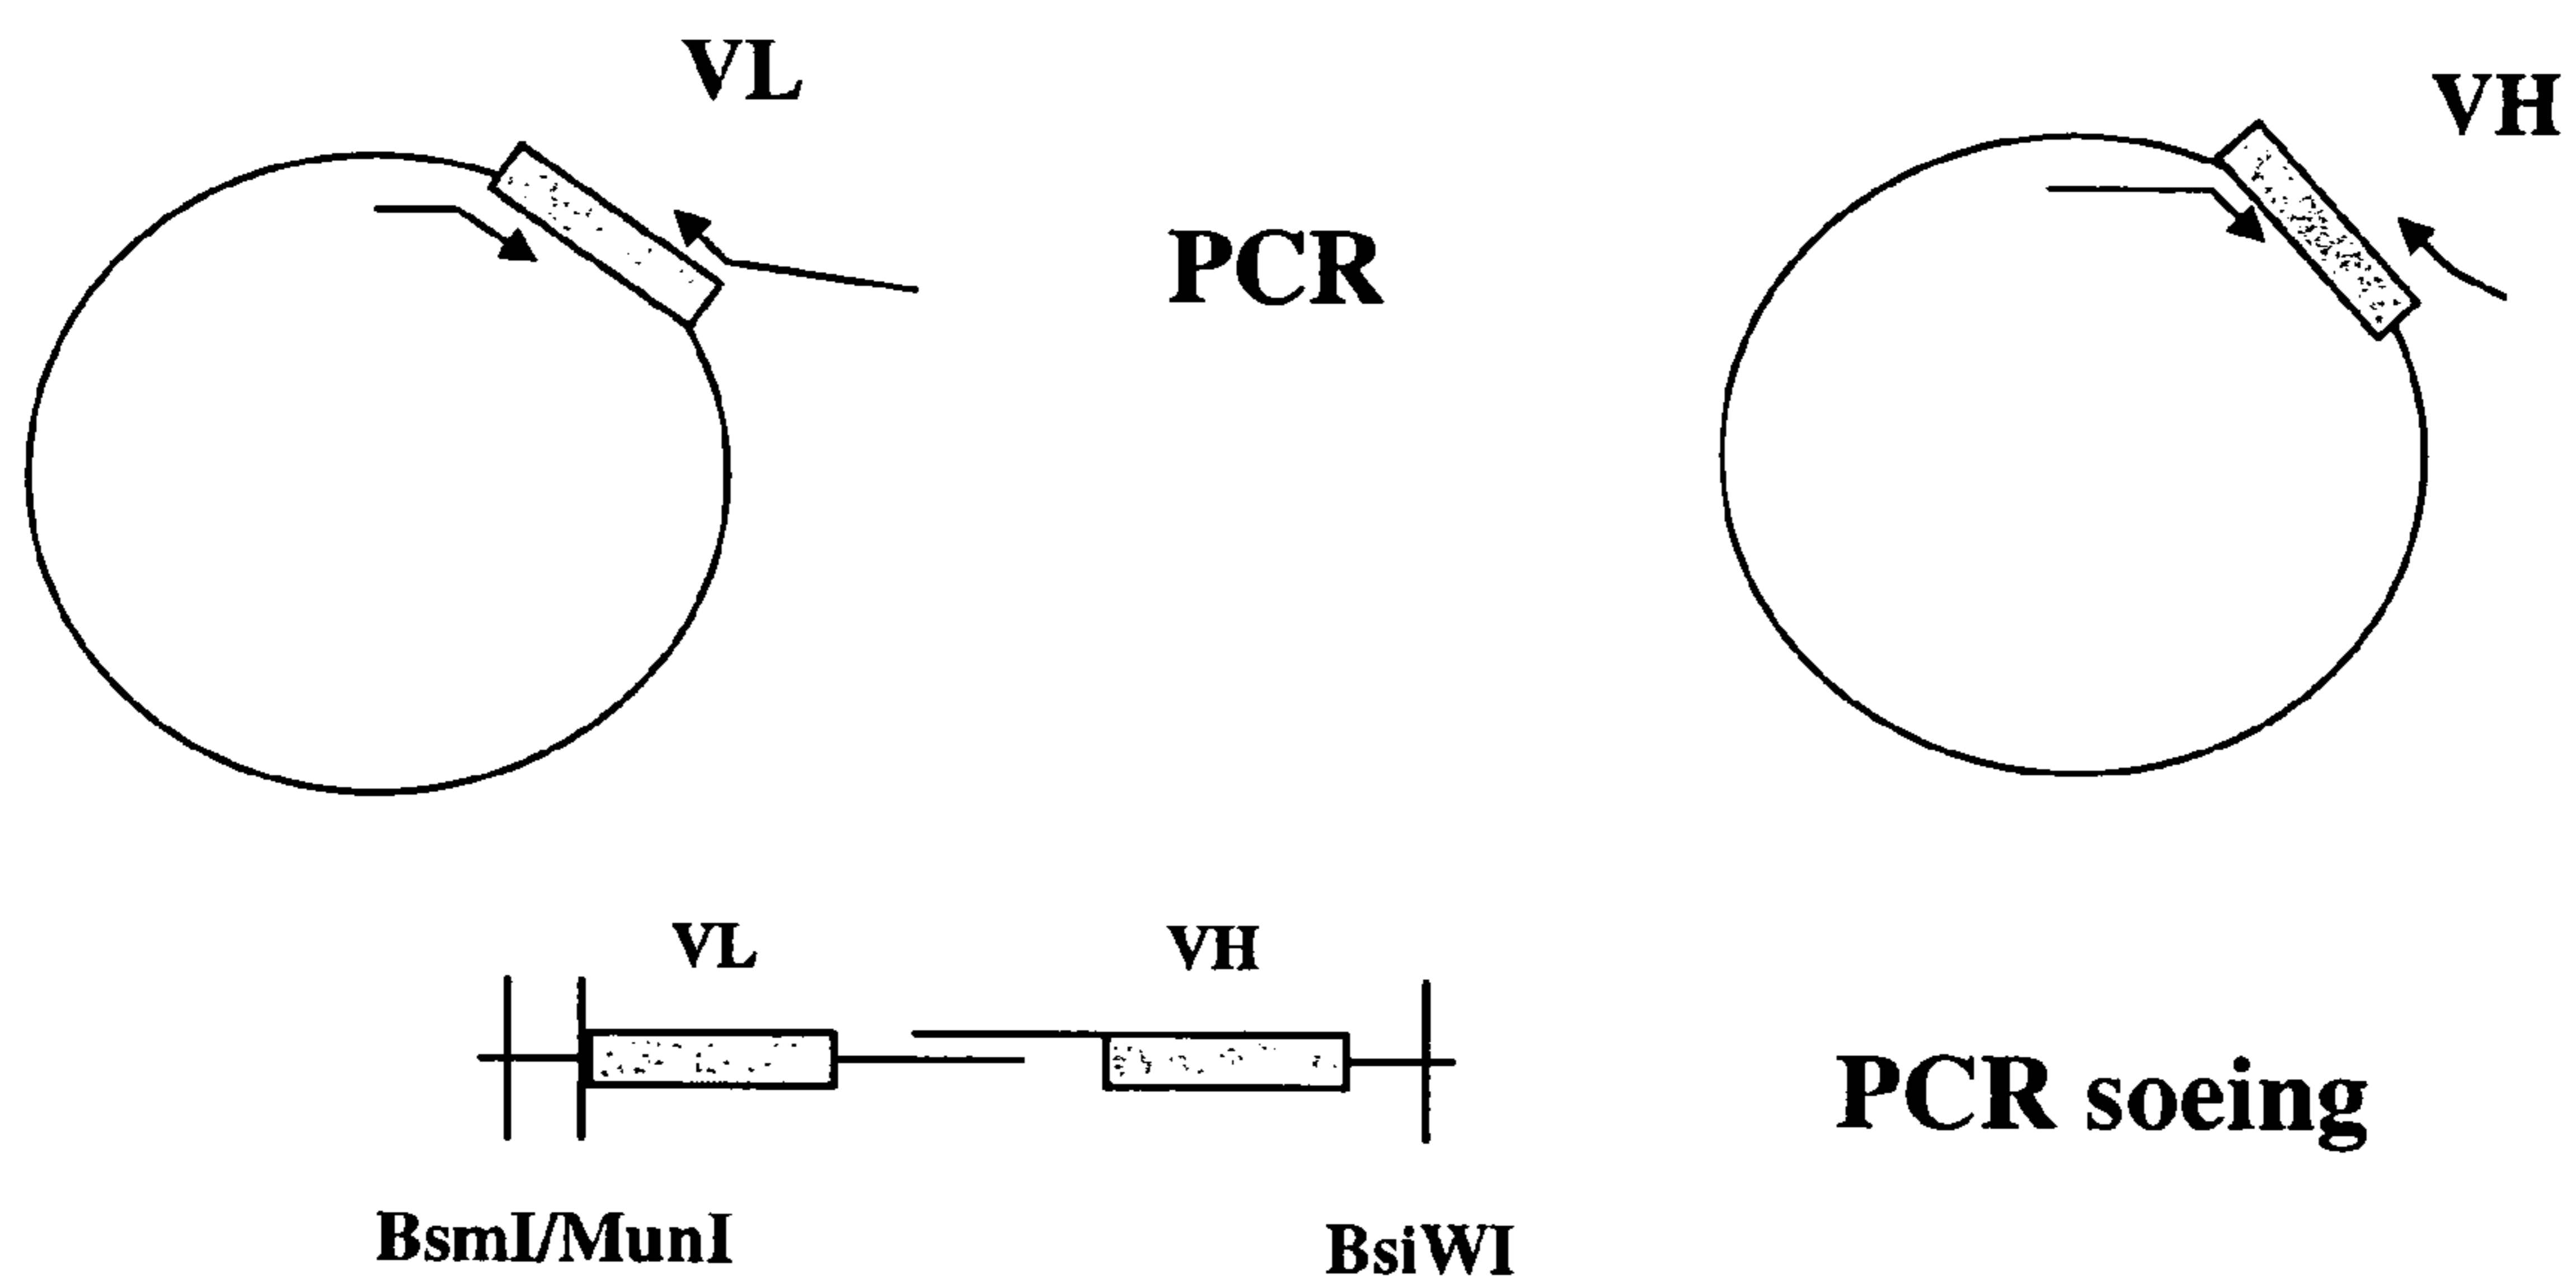 VL
VH
PCR
VL
VH
PCR soeing
BsmI/MunI
BsiWI